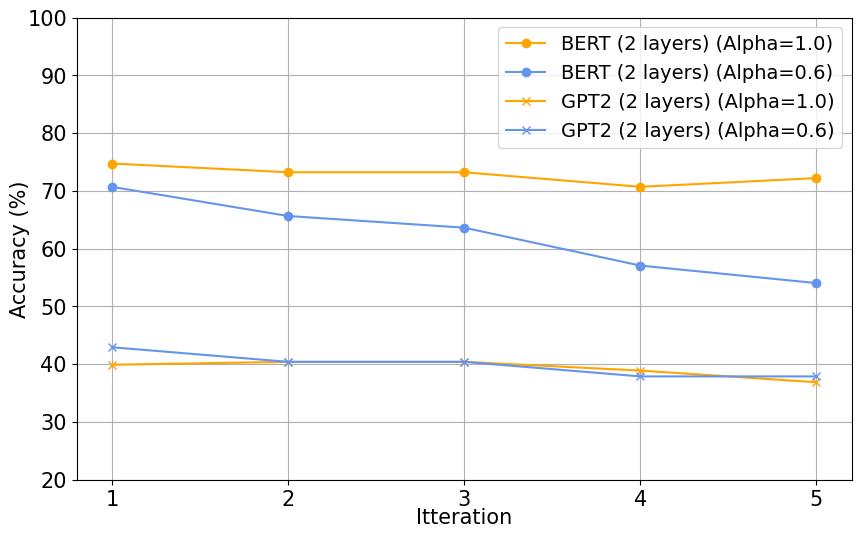 100
90
80
70
60
50
40
30
20
Accuracy (%)
BERT (2 layers) (Alpha=1.0)
BERT (2 layers) (Alpha=0.6)
GPT2 (2 layers) (Alpha=1.0)
GPT2 (2 layers) (Alpha=0.6)
1 2 3 4 5
Itteration